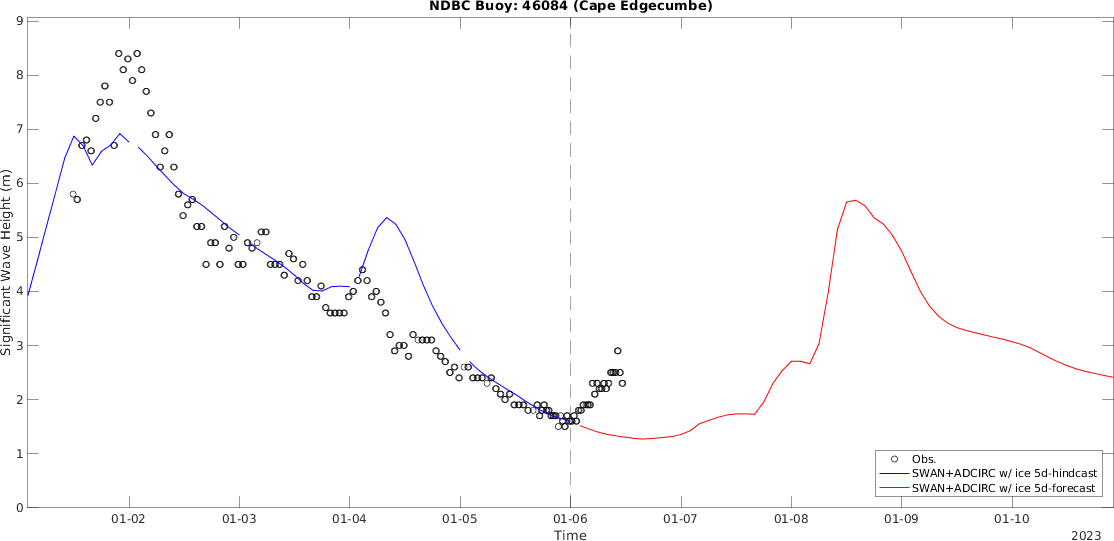 NDBC Buoy: 46084 (Cape Edgecumbe)
9
8
7
6
5
4
3
2
1
0
Significant Wave Height (m)
Obs.
SWAN+ADCIRC w/ ice 5d-hindcast
SWAN+ADCIRC w/ ice 5d-forecast
01-02 01-03 01-04 01-05 01-06 01-07 01-08 01-09 01-10
Time
2023